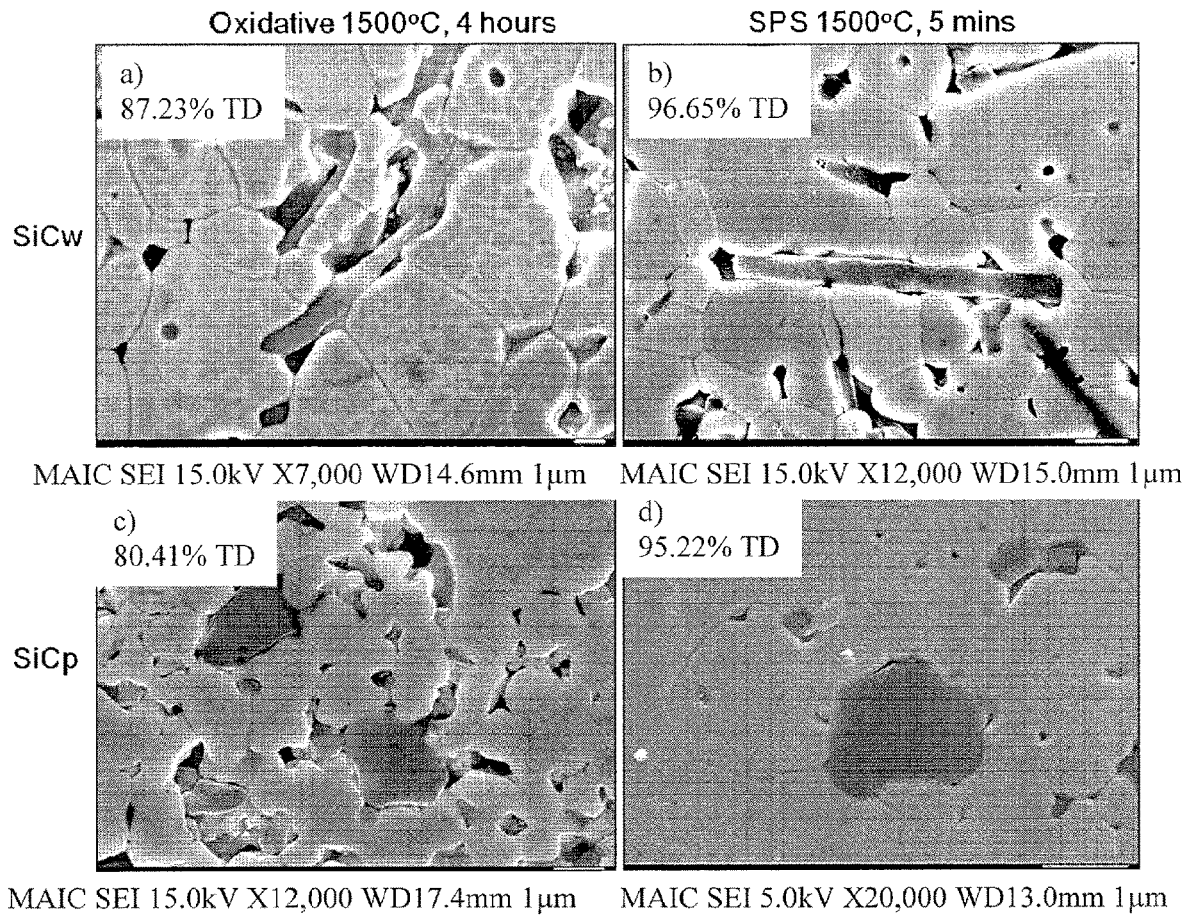 Oxidative 1500°C, 4 hours
SPS 1500°C, 5 mins
a)
87.23% TD
b)
96.65% TD
SiCw
MAIC SEI 15.0kV X7,000 WD14.6mm 1µm
MAIC SEI 15.0kV X12,000 WD15.0mm 1µm
c)
80.41% TD
d)
95.22% TD
SiCp
MAIC SEI 15.0kV X12,000 WD17.4mm 1µm
MAIC SEI 5.0kV X20,000 WD13.0mm 1µm